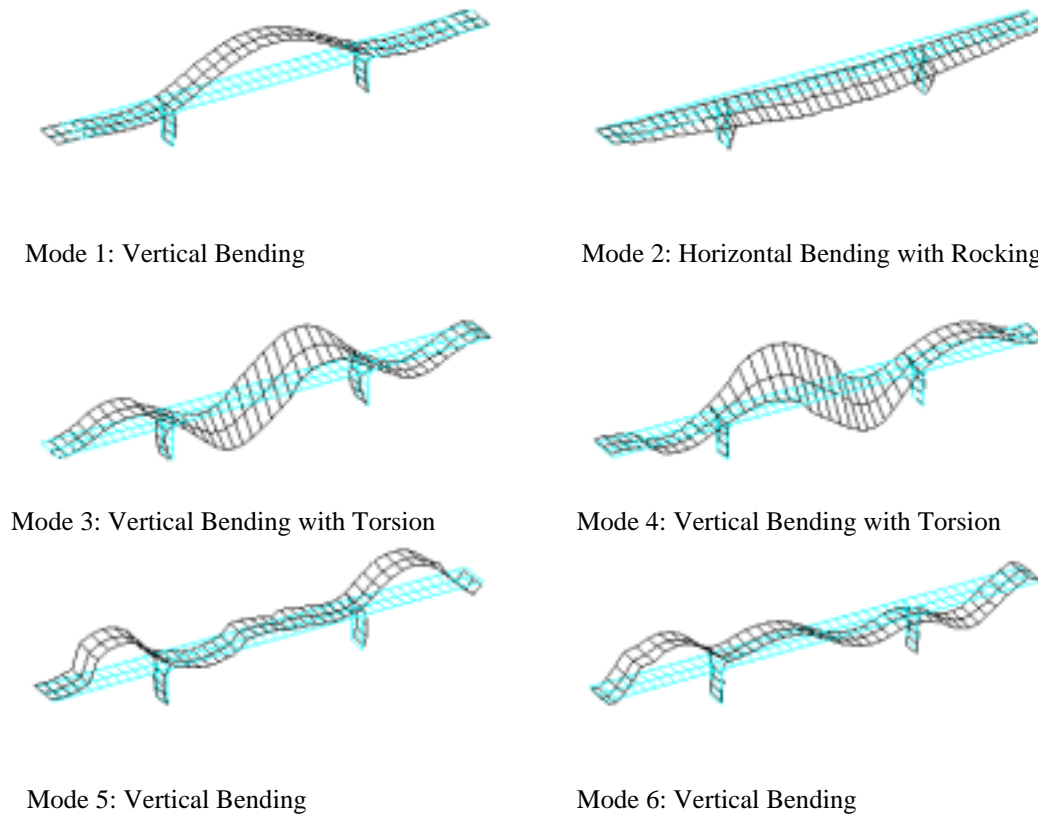 Mode 1: Vertical Bending
Mode 2: Horizontal Bending with Rocking
Mode 3: Vertical Bending with Torsion
Mode 4: Vertical Bending with Torsion
Mode 5: Vertical Bending
Mode 6: Vertical Bending